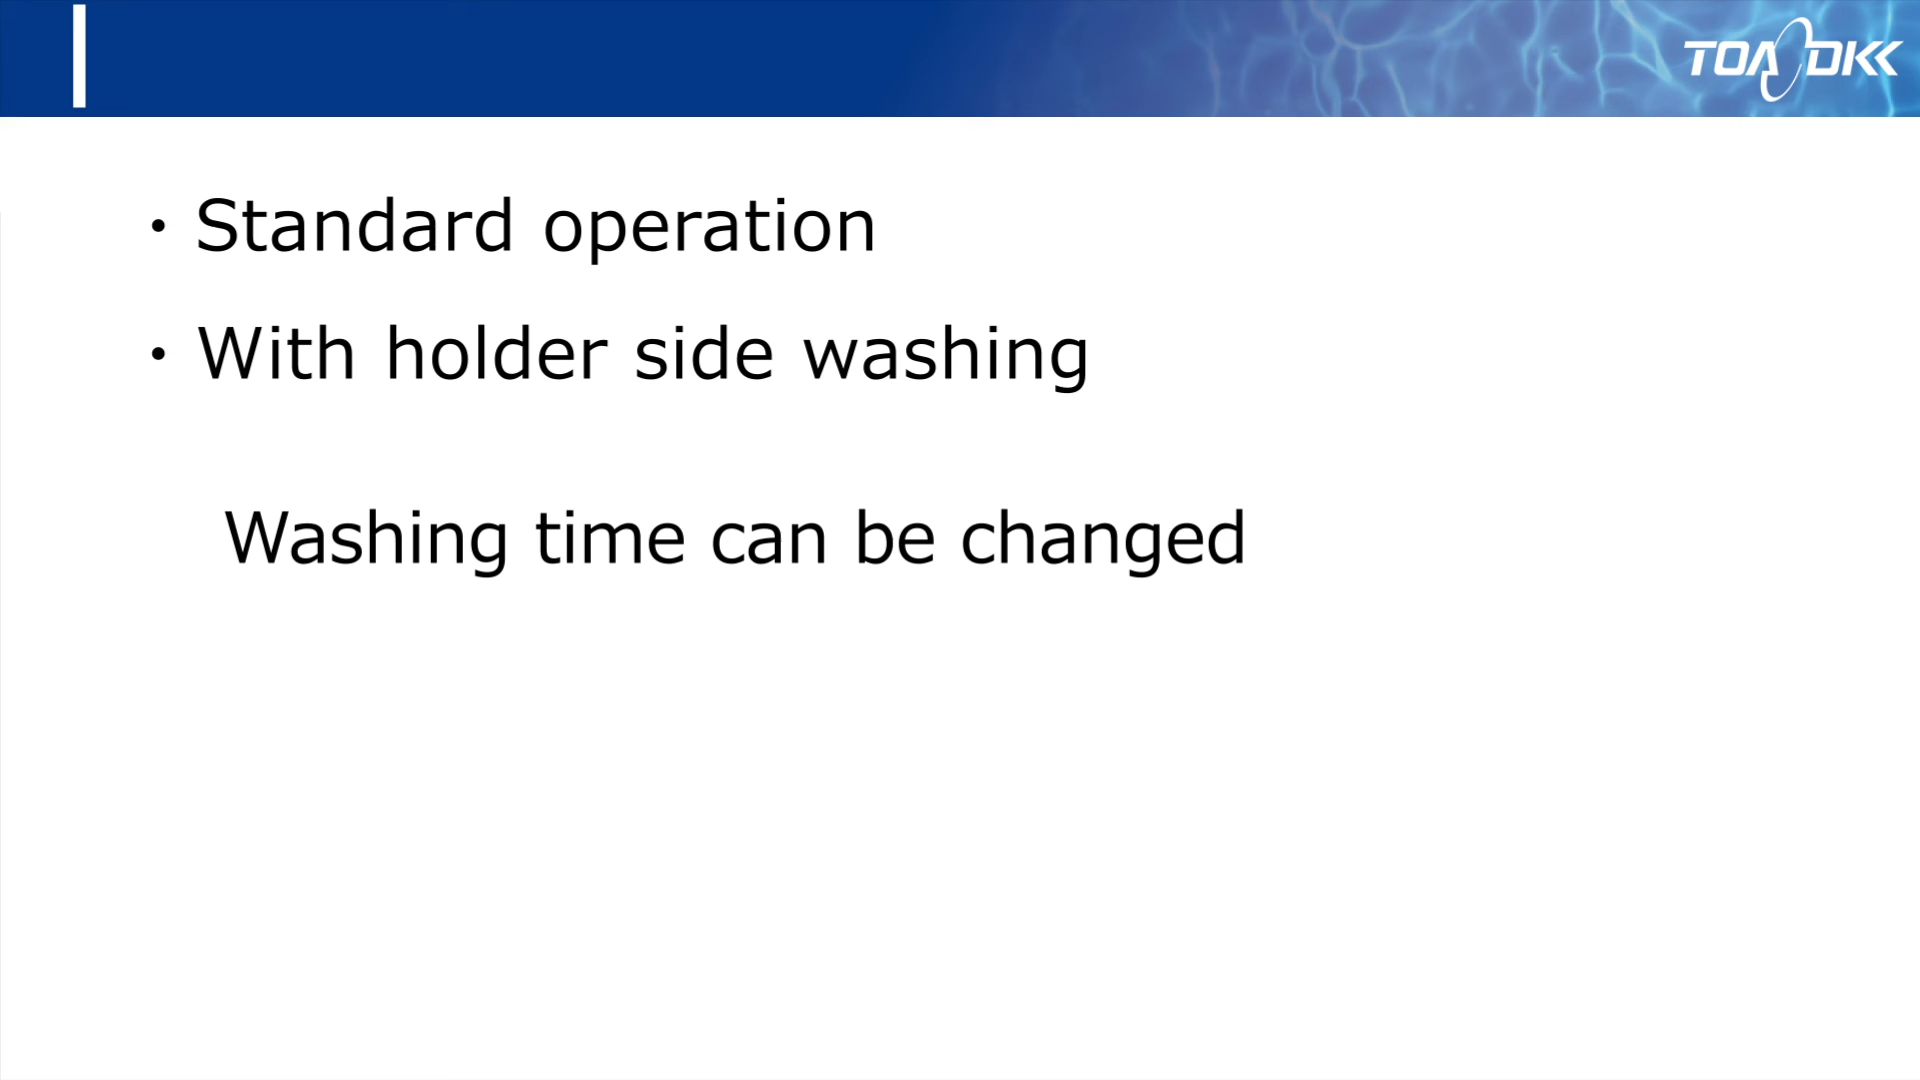 TOA DKK
・Standard operation
・With holder side washing
Washing time can be changed